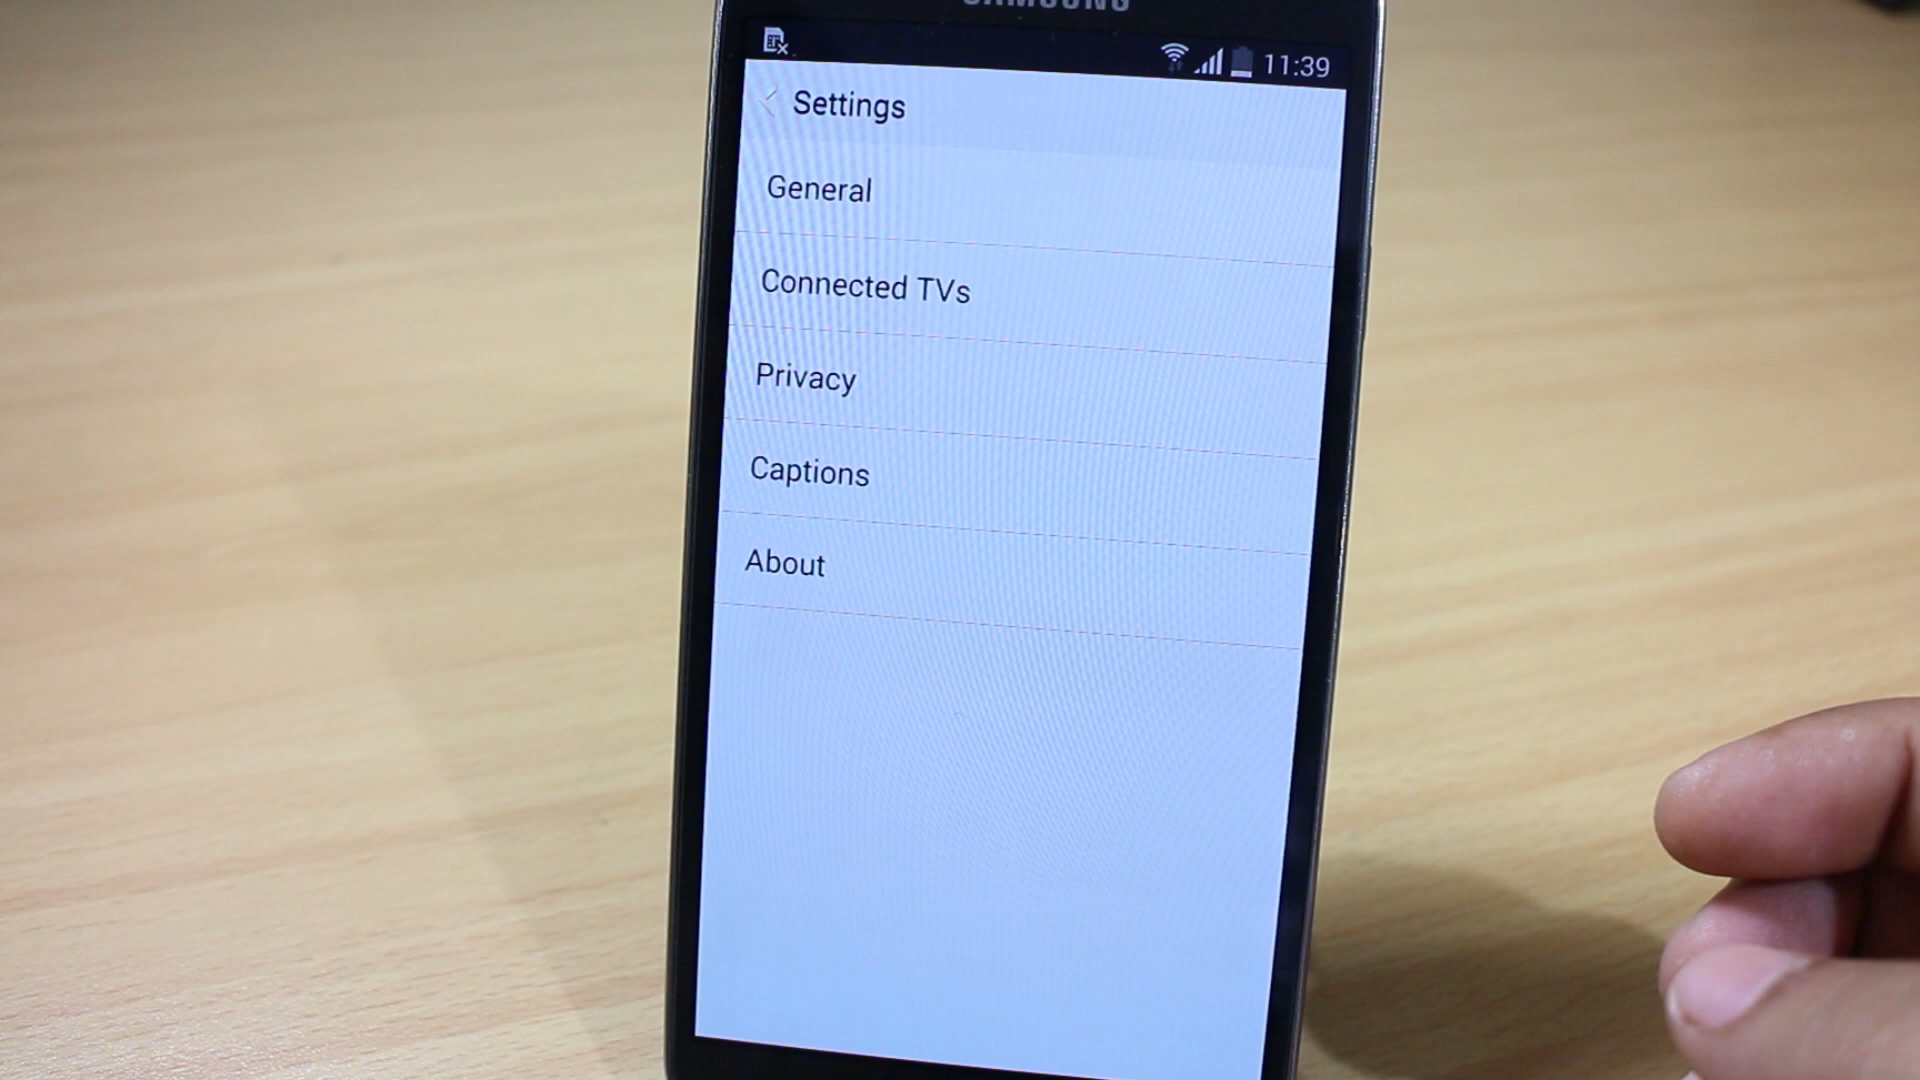 SAMSUNG
11:39
Settings
General
Connected TVs
Privacy
Captions
About